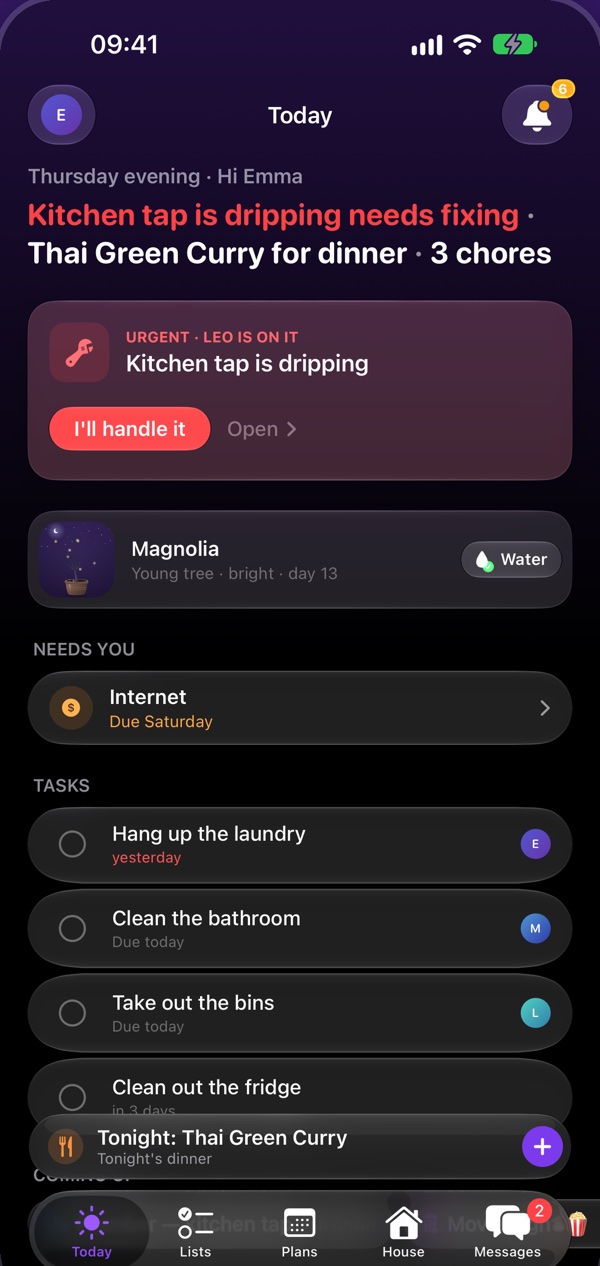 09:41
6
E
Today
Thursday evening · Hi Emma
Kitchen tap is dripping needs fixing ·
Thai Green Curry for dinner · 3 chores
URGENT · LEO IS ON IT
Kitchen tap is dripping
I'll handle it
Open
Magnolia
Young tree · bright · day 13
Water
NEEDS YOU
Internet
Due Saturday
TASKS
Hang up the laundry
yesterday
E
Clean the bathroom
Due today
M
Take out the bins
Due today
L
Clean out the fridge
in 3 days
Tonight: Thai Green Curry
Tonight's dinner
2
Today
Lists
Plans
House
Messages